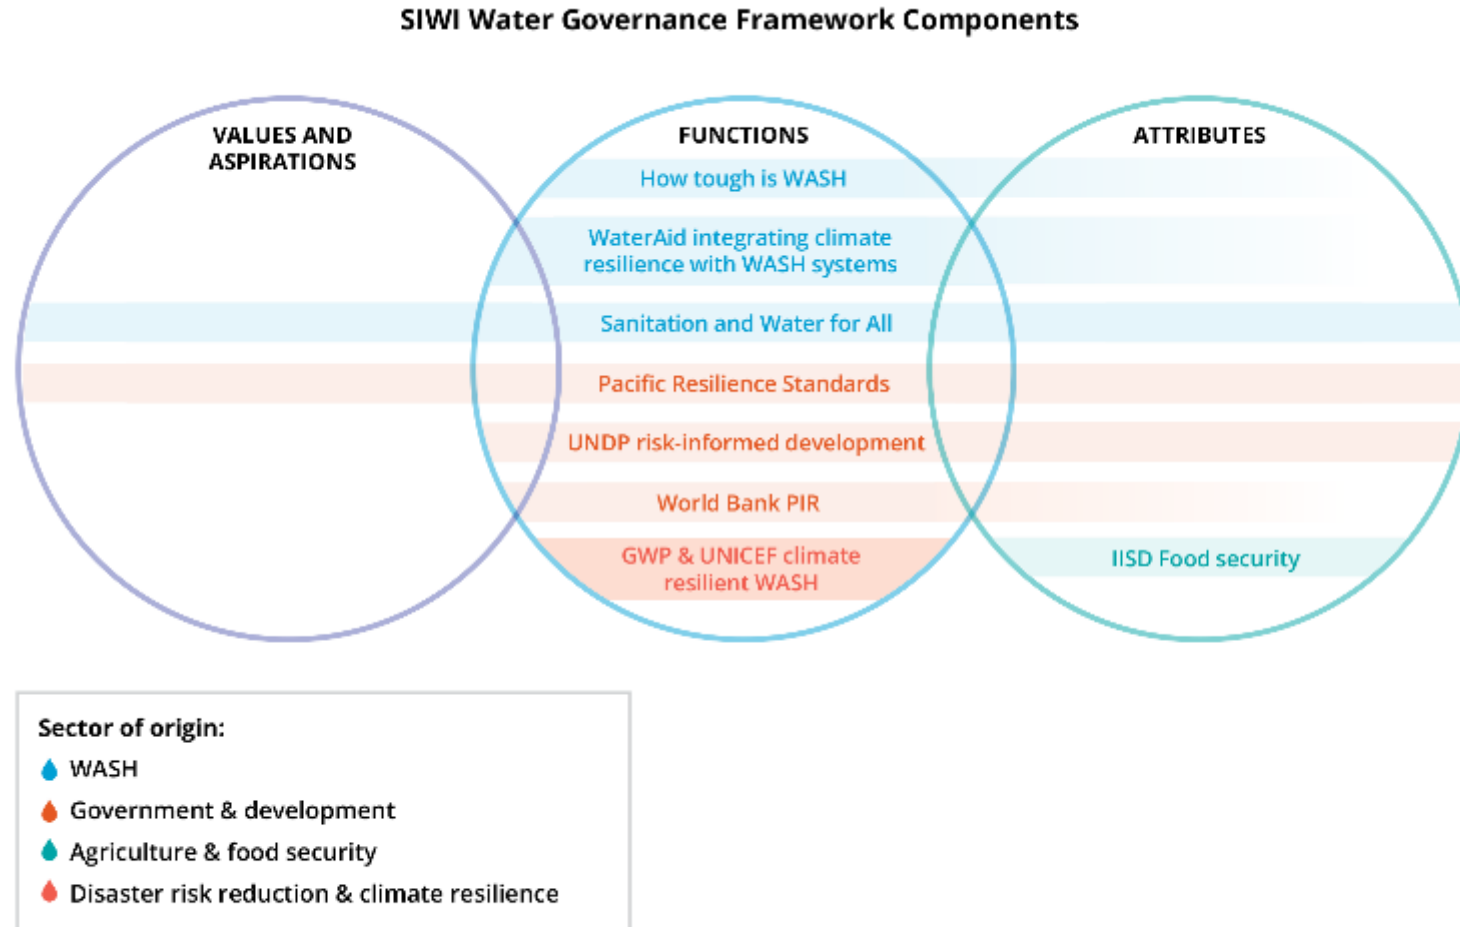 SIWI Water Governance Framework Components
VALUES AND
ASPIRATIONS
FUNCTIONS
ATTRIBUTES
How tough is WASH
WaterAid integrating climate
resilience with WASH systems
Sanitation and Water for All
Pacific Resilience Standards
UNDP risk-informed development
World Bank PIR
GWP & UNICEF climate
resilient WASH
IISD Food security
Sector of origin:
WASH
Government & development
Agriculture & food security
Disaster risk reduction & climate resilience